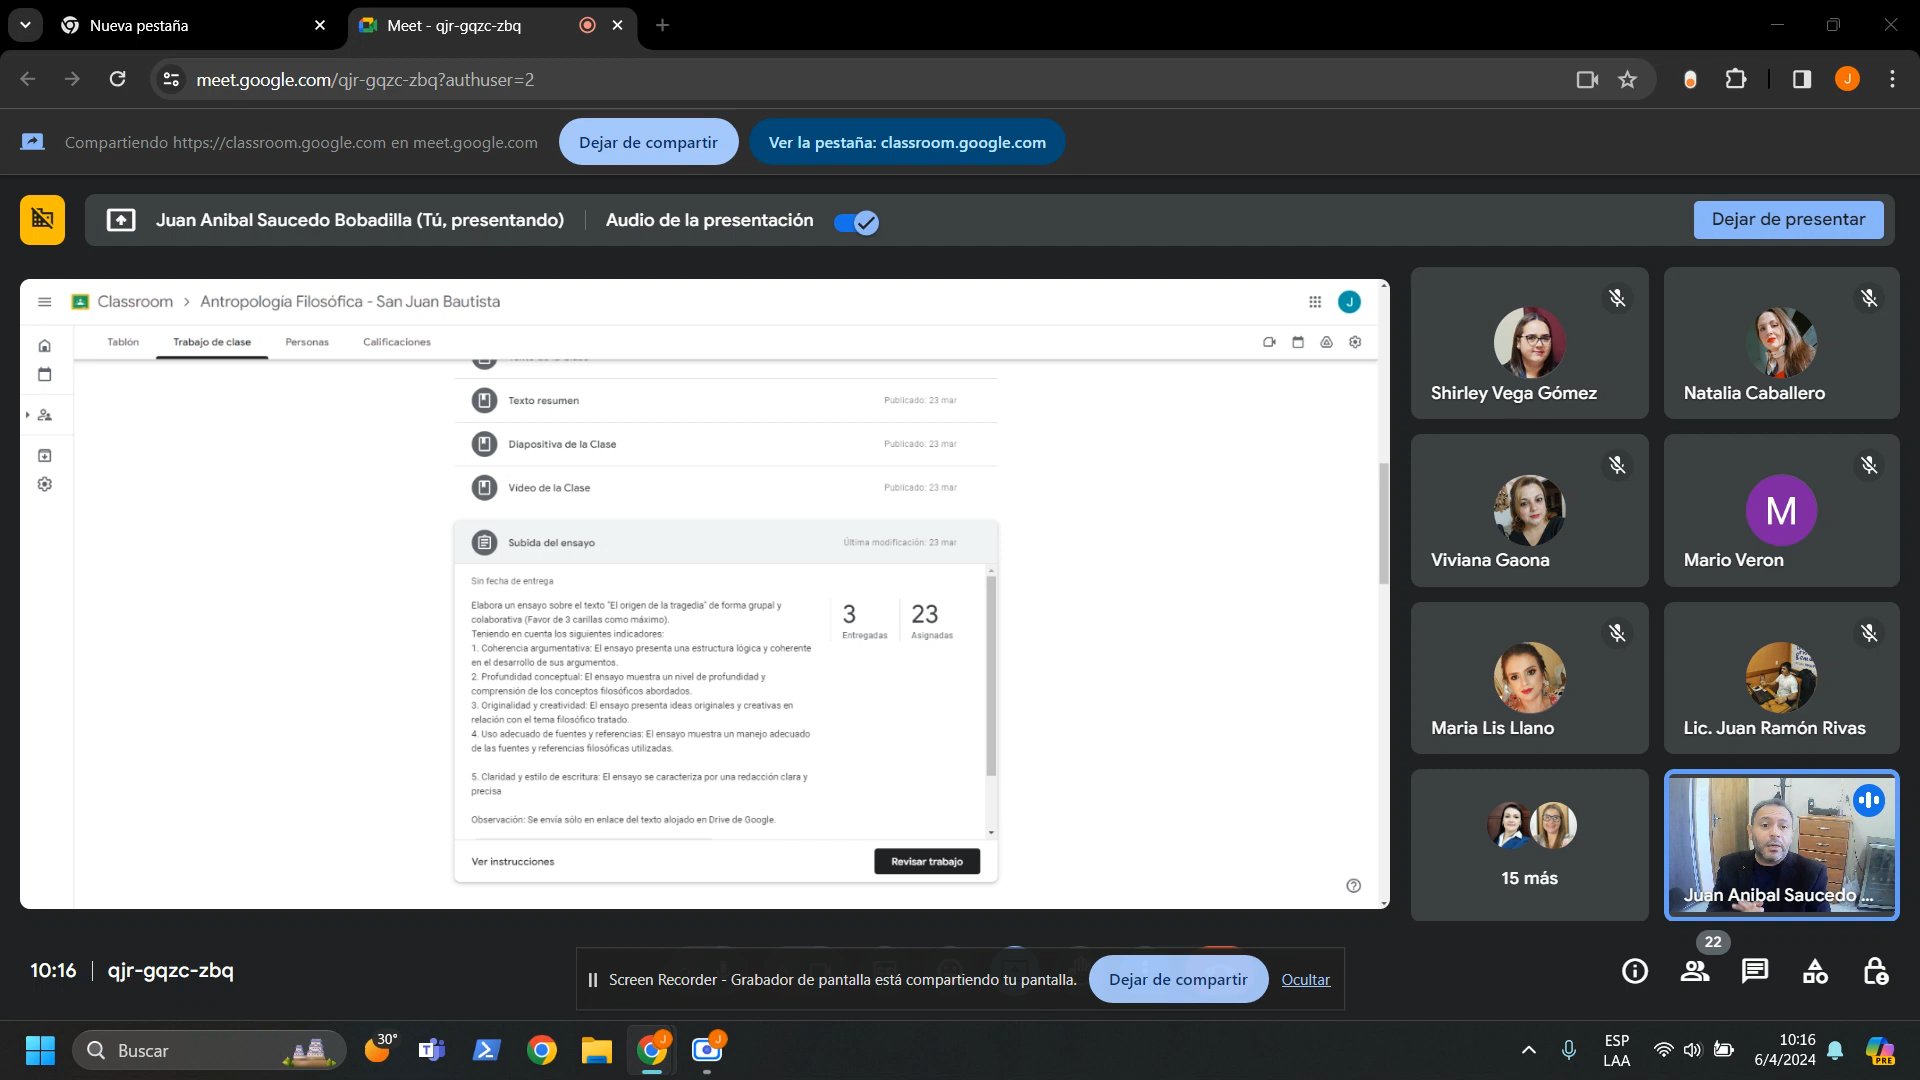 Nueva pestaña
Meet - qjr-gqzc-zbq
meet.google.com/qjr-gqzc-zbq?authuser=2
J
Compartiendo https://classroom.google.com en meet.google.com
Dejar de compartir
Ver la pestaña: classroom.google.com
Juan Anibal Saucedo Bobadilla (Tú, presentando)
Audio de la presentación
Dejar de presentar
Classroom > Antropología Filosófica - San Juan Bautista
J
Tablón
Trabajo de clase
Personas
Calificaciones
Texto resumen
Publicado: 23 mar
Diapositiva de la Clase
Publicado: 23 mar
Video de la Clase
Publicado: 23 mar
Subida del ensayo
Última modificación: 23 mar
Sin fecha de entrega
Elabora un ensayo sobre el texto "El origen de la tragedia" de forma grupal y
colaborativa (Favor de 3 carillas como máximo).
Teniendo en cuenta los siguientes indicadores:
1. Coherencia argumentativa: El ensayo presenta una estructura lógica y coherente
en el desarrollo de sus argumentos.
2. Profundidad conceptual: El ensayo muestra un nivel de profundidad y
comprensión de los conceptos filosóficos abordados.
3. Originalidad y creatividad: El ensayo presenta ideas originales y creativas en
relación con el tema filosófico tratado.
4. Uso adecuado de fuentes y referencias: El ensayo muestra un manejo adecuado
de las fuentes y referencias filosóficas utilizadas.
5. Claridad y estilo de escritura: El ensayo se caracteriza por una redacción clara y
precisa
Observación: Se envía sólo en enlace del texto alojado en Drive de Google.
3
Entregadas
23
Asignadas
Ver instrucciones
Revisar trabajo
Shirley Vega Gómez
Natalia Caballero
Viviana Gaona
M
Mario Veron
Maria Lis Llano
Lic. Juan Ramón Rivas
15 más
Juan Anibal Saucedo ...
10:16 | qjr-gqzc-zbq
Screen Recorder - Grabador de pantalla está compartiendo tu pantalla.
Dejar de compartir
Ocultar
22
Buscar
30°
J
J
ESP
LAA
10:16
6/4/2024
PRE